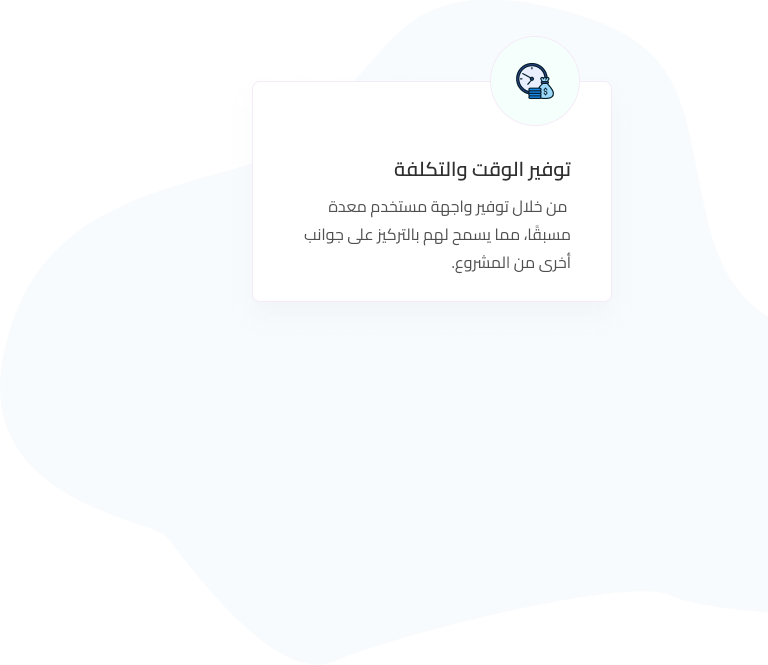 توفير الوقت والتكلفة
من خلال توفير واجهة مستخدم معدة
مسبقًا، مما يسمح لهم بالتركيز على جوانب
أخرى من المشروع.